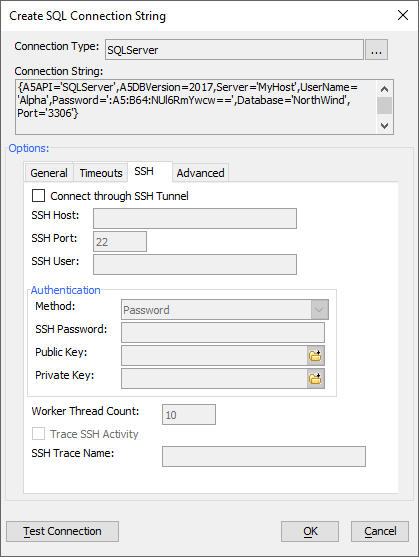 Create SQL Connection String
Connection Type: SQLServer ...
Connection String:
{A5API='SQLServer',A5DBVersion=2017,Server='MyHost',UserName=
'Alpha',Password=':A5:B64:NUl6RmYwcw==',Database='NorthWind',
Port='3306'}
Options:
General Timeouts SSH Advanced
Connect through SSH Tunnel
SSH Host:
SSH Port: 22
SSH User:
Authentication
Method: Password
SSH Password:
Public Key:
Private Key:
Worker Thread Count: 10
Trace SSH Activity
SSH Trace Name:
Test Connection OK Cancel